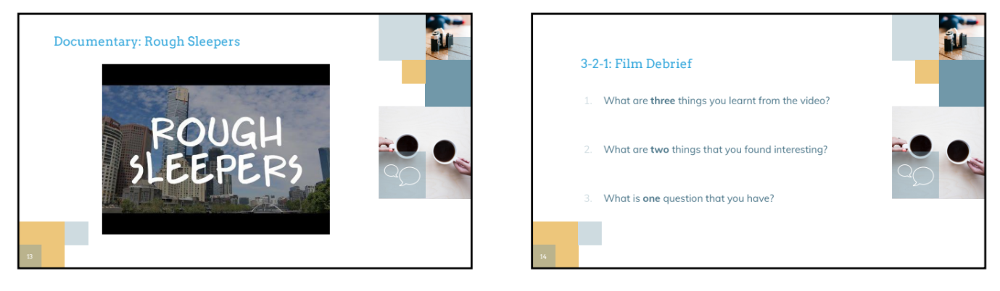 Documentary: Rough Sleepers
ROUGH
SLEEPERS
13
3-2-1: Film Debrief
1. What are three things you learnt from the video?
2. What are two things that you found interesting?
3. What is one question that you have?
14